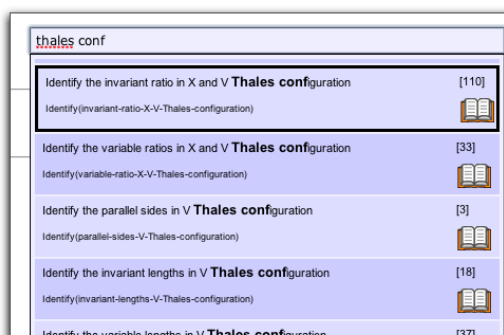 thales conf
Identify the invariant ratio in X and V Thales configuration [110]
Identify(invariant-ratio-X-V-Thales-configuration)
Identify the variable ratios in X and V Thales configuration [33]
Identify(variable-ratio-X-V-Thales-configuration)
Identify the parallel sides in V Thales configuration [3]
Identify(parallel-sides-V-Thales-configuration)
Identify the invariant lengths in V Thales configuration [18]
Identify(invariant-lengths-V-Thales-configuration)
Identify the variable lengths in V Thales configuration [37]